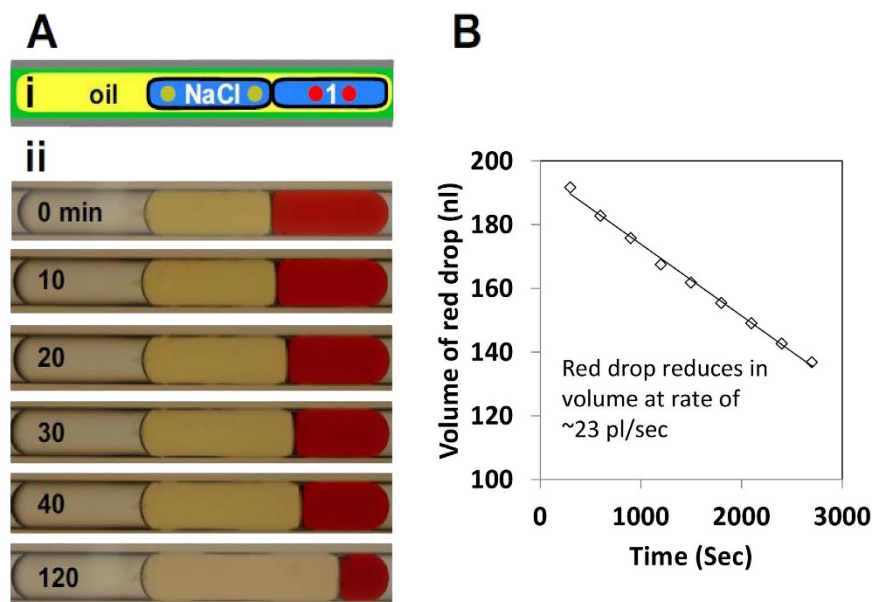 A
i oil NaCl 1
ii
0 min
10
20
30
40
120
B
200
180
160
140
120
100
Volume of red drop (nl)
Red drop reduces in
volume at rate of
~23 pl/sec
0 1000 2000 3000
Time (Sec)